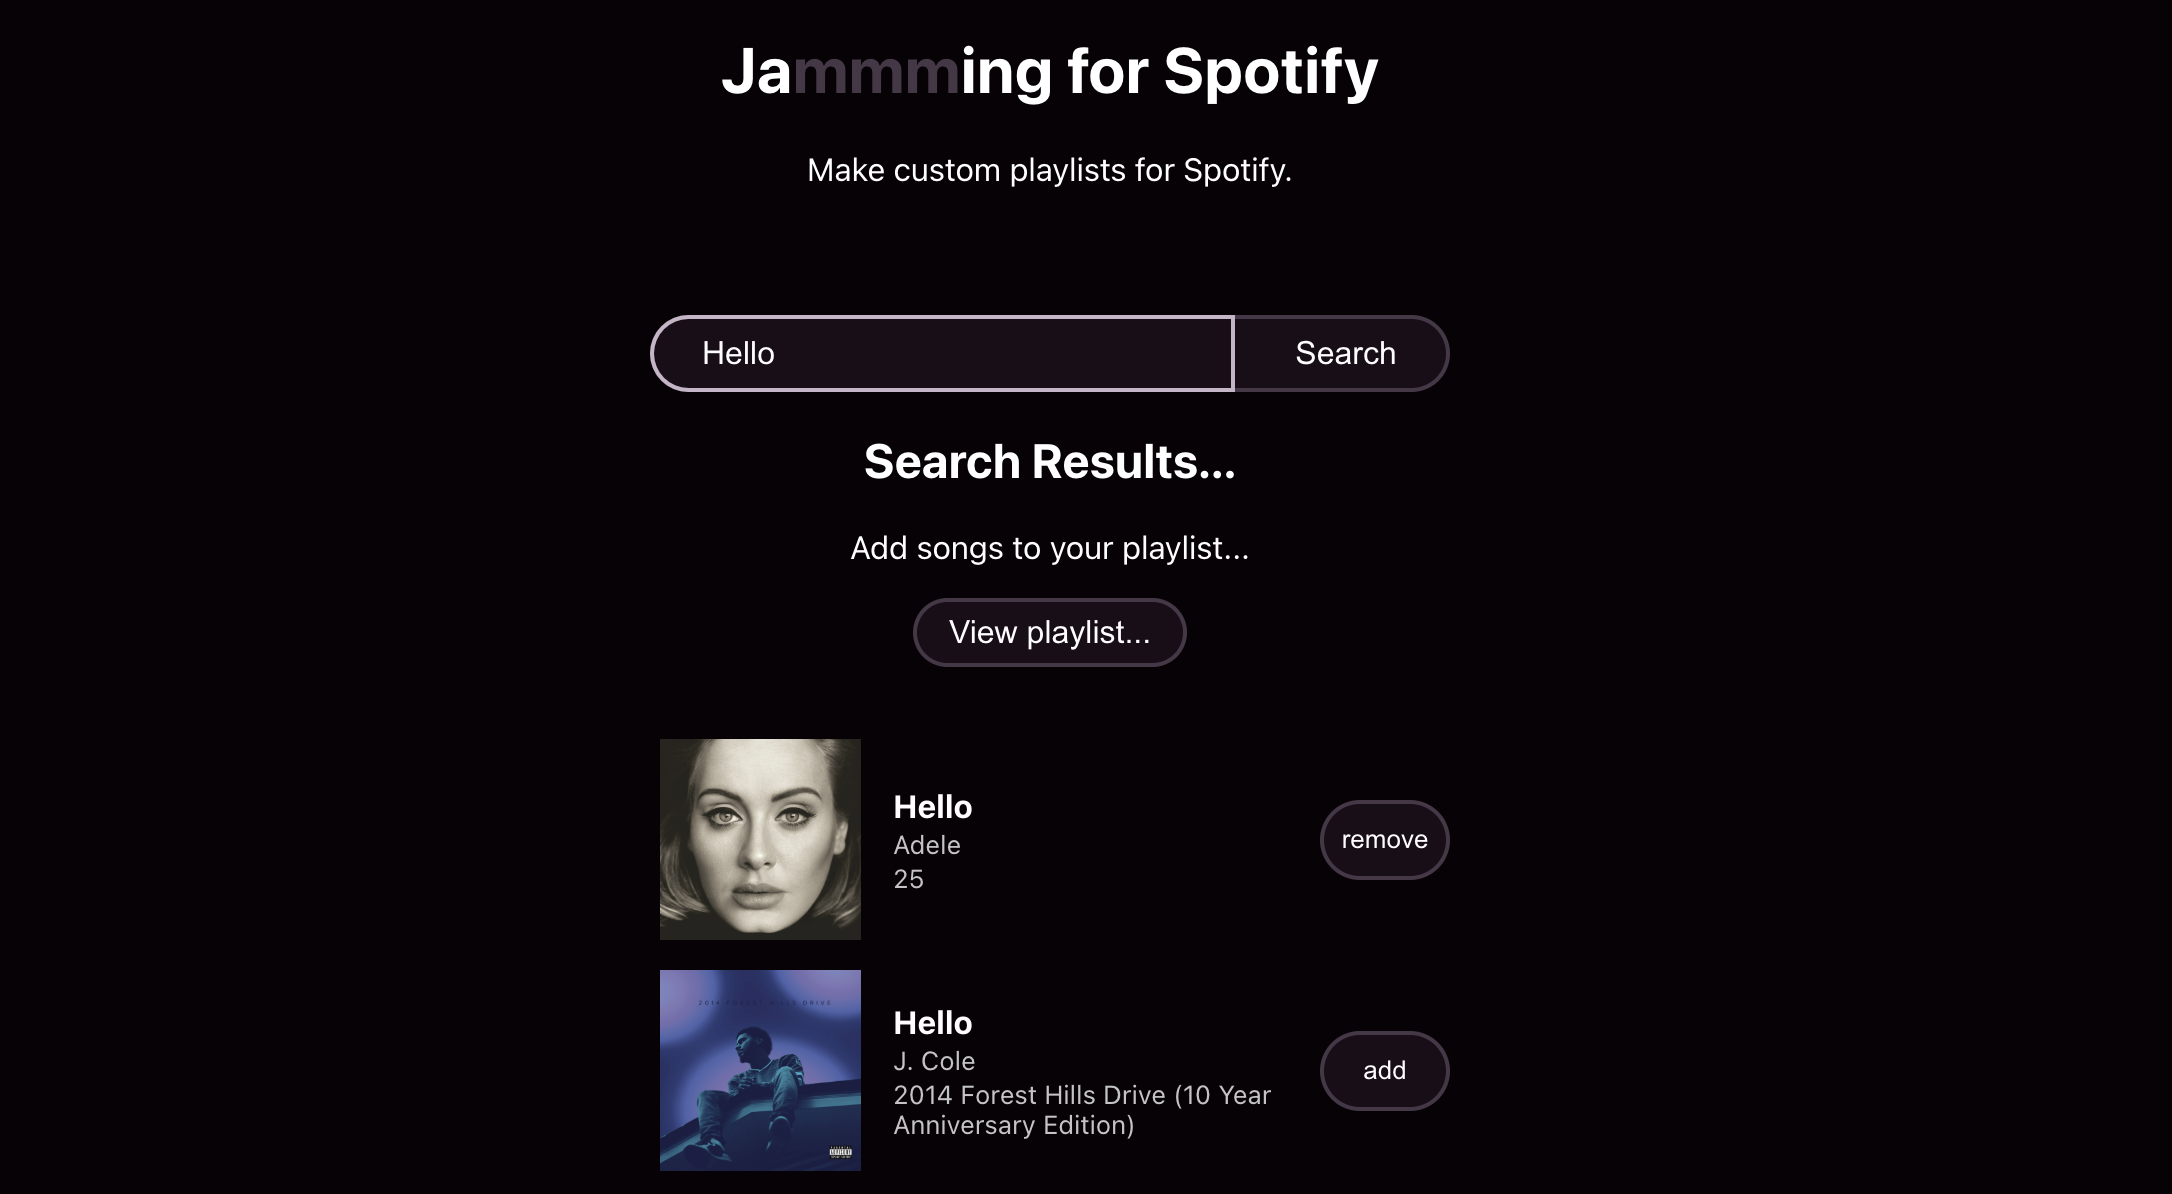 Jammming for Spotify
Make custom playlists for Spotify.
Hello
Search
Search Results...
Add songs to your playlist...
View playlist...
Hello
Adele
25
remove
2014 FOREST HILLS DRIVE
Hello
J. Cole
2014 Forest Hills Drive (10 Year
Anniversary Edition)
add